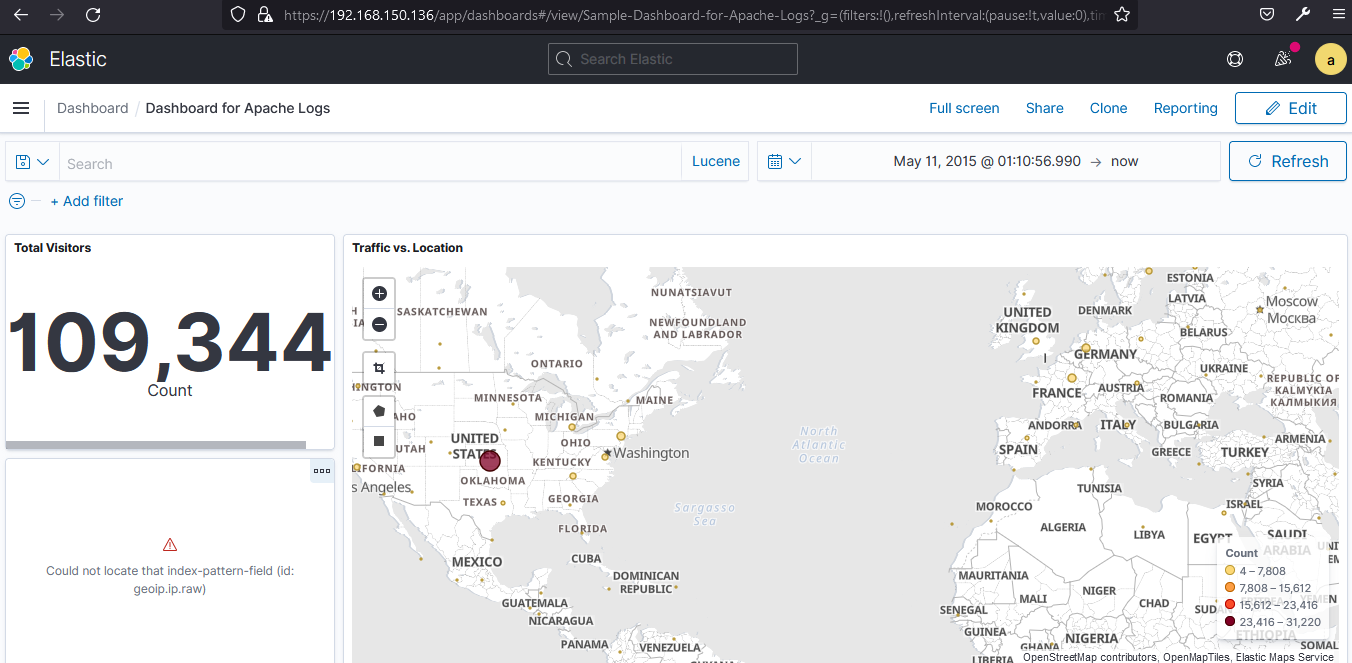 https://192.168.150.136/app/dashboards#/view/Sample-Dashboard-for-Apache-Logs?_g=(filters:!(),refreshInterval:(pause:!t,value:0),tim
Elastic
Search Elastic
a
Dashboard / Dashboard for Apache Logs
Full screen
Share
Clone
Reporting
Edit
Search
Lucene
May 11, 2015 @ 01:10:56.990 → now
Refresh
+ Add filter
Total Visitors
109,344
Count
Could not locate that index-pattern-field (id:
geoip.ip.raw)
Traffic vs. Location
NUNATSIAVUT
SASKATCHEWAN
NEWFOUNDLAND
AND LABRADOR
ONTARIO
INGTON
MINNESOTA
MAINE
AHO
MICHIGAN
UNITED
STATES
UTAH
OHIO
Washington
LIFORNIA
KENTUCKY
s Angeles
OKLAHOMA
TEXAS
GEORGIA
FLORIDA
MEXICO
CUBA
DOMINICAN
REPUBLIC
GUATEMALA
NICARAGUA
PANAMA
VENEZUELA
North
Atlantic
Ocean
Sargasso
Sea
ESTONIA
LATVIA
Moscow
Москва
UNITED
KINGDOM
DENMARK
BELARUS
GERMANY
UKRAINE
FRANCE
AUSTRIA
REPUBLIC OF
KALMYKIA
КАЛМЫКИЯ
ROMANIA
ANDORRA
ITALY
BULGARIA
SPAIN
GREECE
TURKEY
ARMENIA
TUNISIA
SYRIA
MOROCCO
ISRAEL
ALGERIA
LIBYA
EGYPT
SAUDI
ARABIA
MAURITANIA
MALI
NIGER
CHAD
SUDA
ERITREA
YEMEN
SENEGAL
GUINEA
GHANA
NIGERIA
ETHIOPIA
SOMAL
LIBERIA
Count
4 – 7,808
7,808 – 15,612
15,612 – 23,416
23,416 – 31,220
OpenStreetMap contributors, OpenMapTiles, Elastic Maps Service